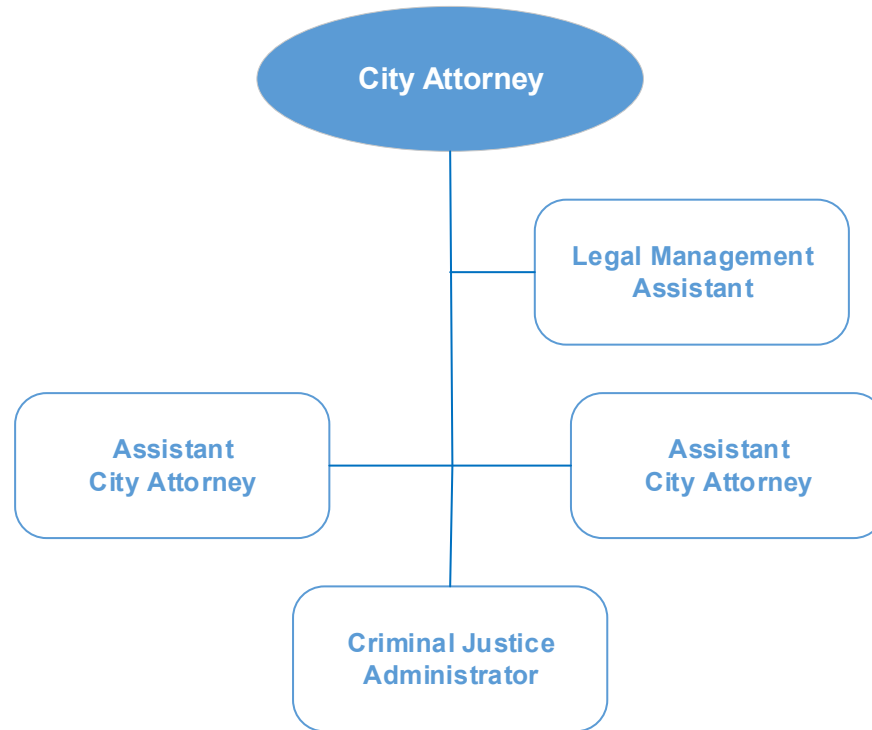 City Attorney
Legal Management
Assistant
Assistant
City Attorney
Assistant
City Attorney
Criminal Justice
Administrator